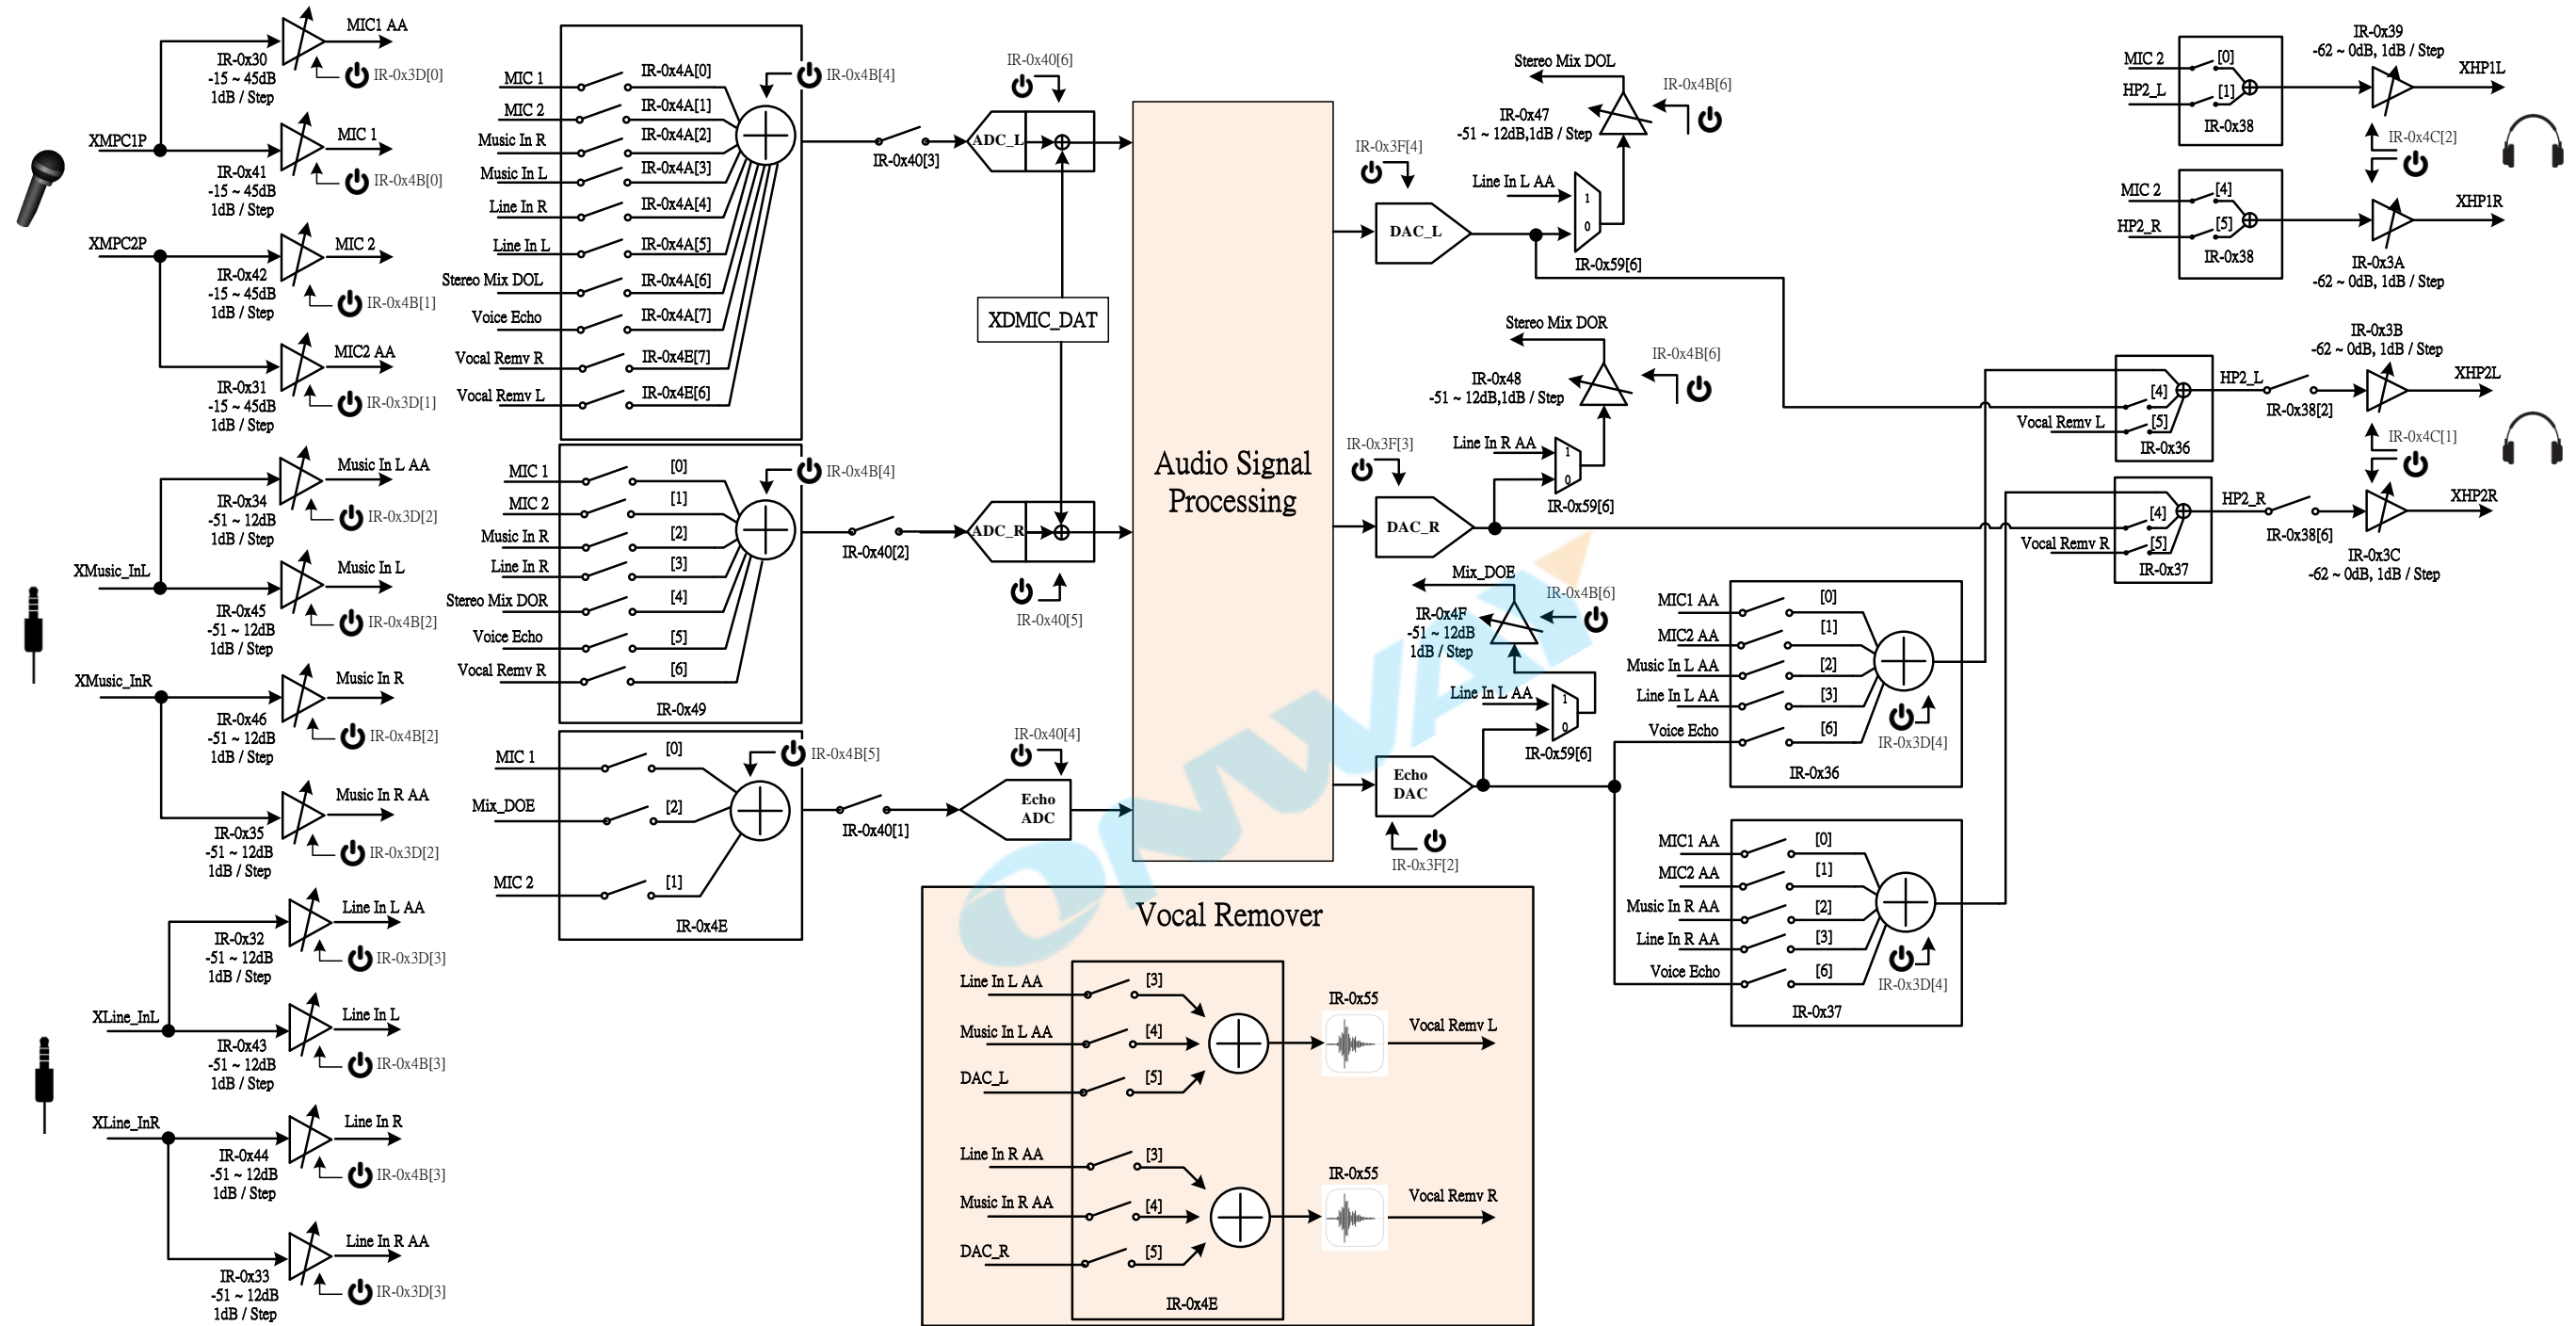 MIC1 AA
IR-0x30
-15 ~ 45dB
1dB / Step
IR-0x3D[0]
XMPC1P
MIC 1
IR-0x41
-15 ~ 45dB
1dB / Step
IR-0x4B[0]
XMPC2P
MIC 2
IR-0x42
-15 ~ 45dB
1dB / Step
IR-0x4B[1]
MIC2 AA
IR-0x31
-15 ~ 45dB
1dB / Step
IR-0x3D[1]
Music In L AA
IR-0x34
-51 ~ 12dB
1dB / Step
IR-0x3D[2]
XMusic_InL
Music In L
IR-0x45
-51 ~ 12dB
1dB / Step
IR-0x4B[2]
XMusic_InR
Music In R
IR-0x46
-51 ~ 12dB
1dB / Step
IR-0x4B[2]
Music In R AA
IR-0x35
-51 ~ 12dB
1dB / Step
IR-0x3D[2]
Line In L AA
IR-0x32
-51 ~ 12dB
1dB / Step
IR-0x3D[3]
XLine_InL
Line In L
IR-0x43
-51 ~ 12dB
1dB / Step
IR-0x4B[3]
XLine_InR
Line In R
IR-0x44
-51 ~ 12dB
1dB / Step
IR-0x4B[3]
Line In R AA
IR-0x33
-51 ~ 12dB
1dB / Step
IR-0x3D[3]
MIC 1 IR-0x4A[0]
MIC 2 IR-0x4A[1]
Music In R IR-0x4A[2]
Music In L IR-0x4A[3]
Line In R IR-0x4A[4]
Line In L IR-0x4A[5]
Stereo Mix DOL IR-0x4A[6]
Voice Echo IR-0x4A[7]
Vocal Remv R IR-0x4E[7]
Vocal Remv L IR-0x4E[6]
IR-0x4B[4]
IR-0x40[3]
MIC 1 [0]
MIC 2 [1]
Music In R [2]
Line In R [3]
Stereo Mix DOR [4]
Voice Echo [5]
Vocal Remv R [6]
IR-0x49
IR-0x4B[4]
IR-0x40[2]
MIC 1 [0]
Mix_DOE [2]
MIC 2 [1]
IR-0x4E
IR-0x4B[5]
IR-0x40[1]
IR-0x40[6]
ADC_L
XDMIC_DAT
ADC_R
IR-0x40[5]
IR-0x40[4]
Echo
ADC
Audio Signal
Processing
Vocal Remover
Line In L AA [3]
Music In L AA [4]
DAC_L [5]
IR-0x55
Vocal Remv L
Line In R AA [3]
Music In R AA [4]
DAC_R [5]
IR-0x55
Vocal Remv R
IR-0x4E
Stereo Mix DOL
IR-0x4B[6]
IR-0x47
-51 ~ 12dB,1dB / Step
IR-0x3F[4]
DAC_L
Line In L AA
1
0
IR-0x59[6]
Stereo Mix DOR
IR-0x4B[6]
IR-0x48
-51 ~ 12dB,1dB / Step
IR-0x3F[3]
DAC_R
Line In R AA
1
0
IR-0x59[6]
Mix_DOE
IR-0x4B[6]
IR-0x4F
-51 ~ 12dB
1dB / Step
Line In L AA
1
0
IR-0x59[6]
Echo
DAC
IR-0x3F[2]
ONWAY
MIC1 AA [0]
MIC2 AA [1]
Music In L AA [2]
Line In L AA [3]
Voice Echo [6]
IR-0x3D[4]
IR-0x36
MIC1 AA [0]
MIC2 AA [1]
Music In R AA [2]
Line In R AA [3]
Voice Echo [6]
IR-0x3D[4]
IR-0x37
MIC 2 [0]
HP2_L [1]
IR-0x38
IR-0x39
-62 ~ 0dB, 1dB / Step
XHP1L
IR-0x4C[2]
MIC 2 [4]
HP2_R [5]
IR-0x38
XHP1R
IR-0x3A
-62 ~ 0dB, 1dB / Step
IR-0x3B
-62 ~ 0dB, 1dB / Step
[4]
Vocal Remv L [5]
IR-0x36
HP2_L
IR-0x38[2]
XHP2L
IR-0x4C[1]
[4]
Vocal Remv R [5]
IR-0x37
HP2_R
IR-0x38[6]
XHP2R
IR-0x3C
-62 ~ 0dB, 1dB / Step